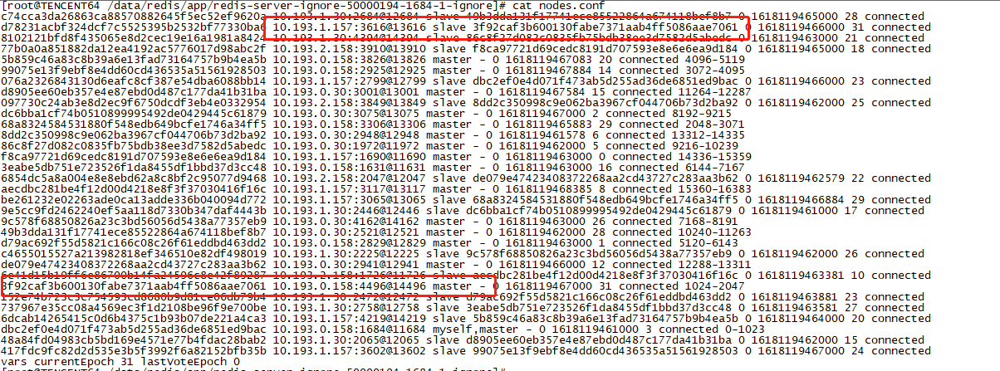 [root@TENCENT64 /data/redis/app/redis-server-ignore-50000194-1684-1-ignore]# cat nodes.conf
c74cca3da26863ca88570882645f5ec52ef9620a 10.193.1.30:2684@12684 slave 49b3dda131f17741ece85522864a674118bef8b7 0 1618119465000 28 connected
d78231acbf324dcf7c5525395b2532bf77330ba6 10.193.1.157:3616@13616 slave 3f92caf3b600130fabe7371aab4ff5086aae7061 0 1618119466000 31 connected
8102121bfd8f435065e8d2cec19e16a1981a8424 10.193.0.30:4394@14394 slave 86c8f27d082c0835fb75bdb38ee3d7582d5abedc 0 1618119463000 21 connected
77b0a0a851882da12ea4192ac5776017d98abc2f 10.193.2.158:3910@13910 slave f8ca97721d69cedc8191d707593e8e6e6ea9d184 0 1618119465000 18 connected
5b859c46a83c8b39a6e13fad73164757b9b4ea5b 10.193.0.158:3826@13826 master - 0 1618119467083 20 connected 4096-5119
99075e13f9ebf8e4dd60cd436535a51561928503 10.193.0.158:2925@12925 master - 0 1618119467884 14 connected 3072-4095
076a2326843130d6eafc8cf387e54dba6088bb14 10.193.1.157:2799@12799 slave dbc2ef0e4d071f473ab5d255ad36de6851ed9bac 0 1618119466000 23 connected
d8905ee60eb357e4e87ebd0d487c177da41b31ba 10.193.0.30:3001@13001 master - 0 1618119467584 15 connected 11264-12287
097730c24ab3e8d2ec9f6750dcdf3eb4e0332954 10.193.2.158:3849@13849 slave 8dd2c350998c9e062ba3967cf044706b73d2ba92 0 1618119462000 25 connected
dc6bba1cf74b0510899995492de0429445c61879 10.193.0.30:3075@13075 master - 0 1618119467000 2 connected 8192-9215
68a8324584531880f548edb649bcfe1746a34ff5 10.193.0.158:3306@13306 master - 0 1618119465883 29 connected 2048-3071
8dd2c350998c9e062ba3967cf044706b73d2ba92 10.193.0.30:2948@12948 master - 0 1618119461578 6 connected 13312-14335
86c8f27d082c0835fb75bdb38ee3d7582d5abedc 10.193.0.30:1972@11972 master - 0 1618119462000 5 connected 9216-10239
f8ca97721d69cedc8191d707593e8e6e6ea9d184 10.193.1.157:1690@11690 master - 0 1618119463000 0 connected 14336-15359
3eabe5db751e723526f1da8455df1bbd37d3cc48 10.193.0.158:1631@11631 master - 0 1618119463000 16 connected 6144-7167
6854dc5a8a004e8e8ebd62a8c8bf2c95077d9468 10.193.2.158:2047@12047 slave de079e47423408372268aa2cd43727c283aa3b62 0 1618119462579 22 connected
aecdbc281be4f12d00d4218e8f3f37030416f16c 10.193.1.157:3117@13117 master - 0 1618119468385 8 connected 15360-16383
be261232e02263ade0ca13adde336b040094d772 10.193.1.157:3065@13065 slave 68a8324584531880f548edb649bcfe1746a34ff5 0 1618119466884 29 connected
9e5cc9fd2462240ef5aa118d7330b347daf4443b 10.193.1.30:2446@12446 slave dc6bba1cf74b0510899995492de0429445c61879 0 1618119461000 17 connected
9c578f68850826a23c3bd56056d5438a77357eb9 10.193.0.30:4162@14162 master - 0 1618119463000 26 connected 7168-8191
49b3dda131f17741ece85522864a674118bef8b7 10.193.0.30:2521@12521 master - 0 1618119462000 28 connected 10240-11263
d79ac692f55d5821c166c08c26f61eddbd463dd2 10.193.0.158:2829@12829 master - 0 1618119463000 1 connected 5120-6143
c4655015527a213982818ef346510e82df498019 10.193.1.30:2225@12225 slave 9c578f68850826a23c3bd56056d5438a77357eb9 0 1618119462000 26 connected
de079e47423408372268aa2cd43727c283aa3b62 10.193.0.30:2941@12941 master - 0 1618119466000 12 connected 12288-13311
10.193.2.158:1726@11726 slave aecdbc281be4f12d00d4218e8f3f37030416f16c 0 1618119463381 10 connected
3f92caf3b600130fabe7371aab4ff5086aae7061 10.193.0.158:4496@14496 master - 0 1618119467000 31 connected 1024-2047
10.193.1.30:2472@12472 slave d79ac692f55d5821c166c08c26f61eddbd463dd2 0 1618119463881 23 connected
737967e35cc08a4569ec3f1d2108be96f9e700be 10.193.1.30:2758@12758 slave 3eabe5db751e723526f1da8455df1bbd37d3cc48 0 1618119463581 27 connected
6dcab14265415c0d6b4375c1b93b07de221a4ca3 10.193.1.157:4219@14219 slave 5b859c46a83c8b39a6e13fad73164757b9b4ea5b 0 1618119464000 20 connected
dbc2ef0e4d071f473ab5d255ad36de6851ed9bac 10.193.0.158:1684@11684 myself,master - 0 1618119461000 3 connected 0-1023
48a84fd04983cb5bd169e4571e77b4fdac28bab2 10.193.1.30:2065@12065 slave d8905ee60eb357e4e87ebd0d487c177da41b31ba 0 1618119462000 15 connected
417fdc9fc82d2d535e3b5f3992f6a82152bfb35b 10.193.1.157:3602@13602 slave 99075e13f9ebf8e4dd60cd436535a51561928503 0 1618119460000 24 connected
vars currentEpoch 31 lastVoteEpoch 0
[root@TENCENT64 /data/redis/app/redis-server-ignore-50000194-1684-1-ignore]#